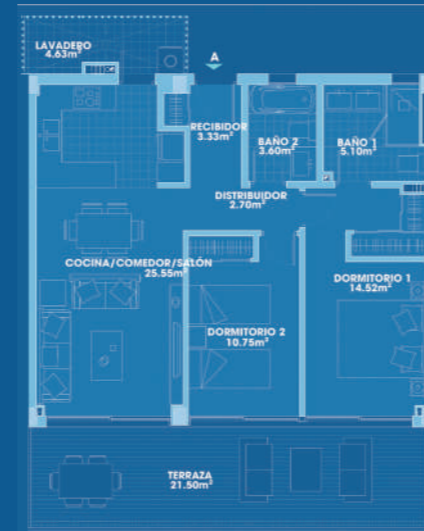 LAVADERO
4.63m²
A
RECIBIDOR
3.33m²
BAÑO 2
3.60m²
BAÑO 1
5.10m²
DISTRIBUIDOR
2.70m²
COCINA/COMEDOR/SALÓN
25.55m²
DORMITORIO 1
14.52m²
DORMITORIO 2
10.75m²
TERRAZA
21.50m²